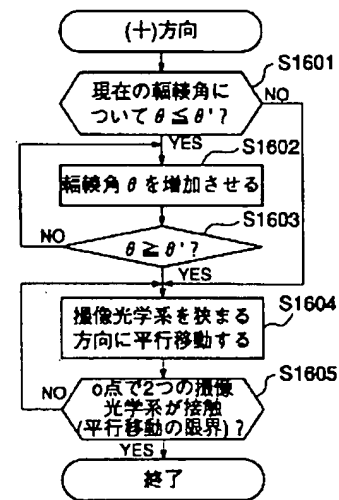 (+)方向
S1601
現在の輻輳角に
ついてθ≦θ'?
NO
YES
S1602
輻輳角θを増加させる
S1603
NO
θ≧θ'?
YES
S1604
撮像光学系を狭まる
方向に平行移動する
S1605
NO
o点で2つの撮像
光学系が接触
(平行移動の限界)?
YES
終了